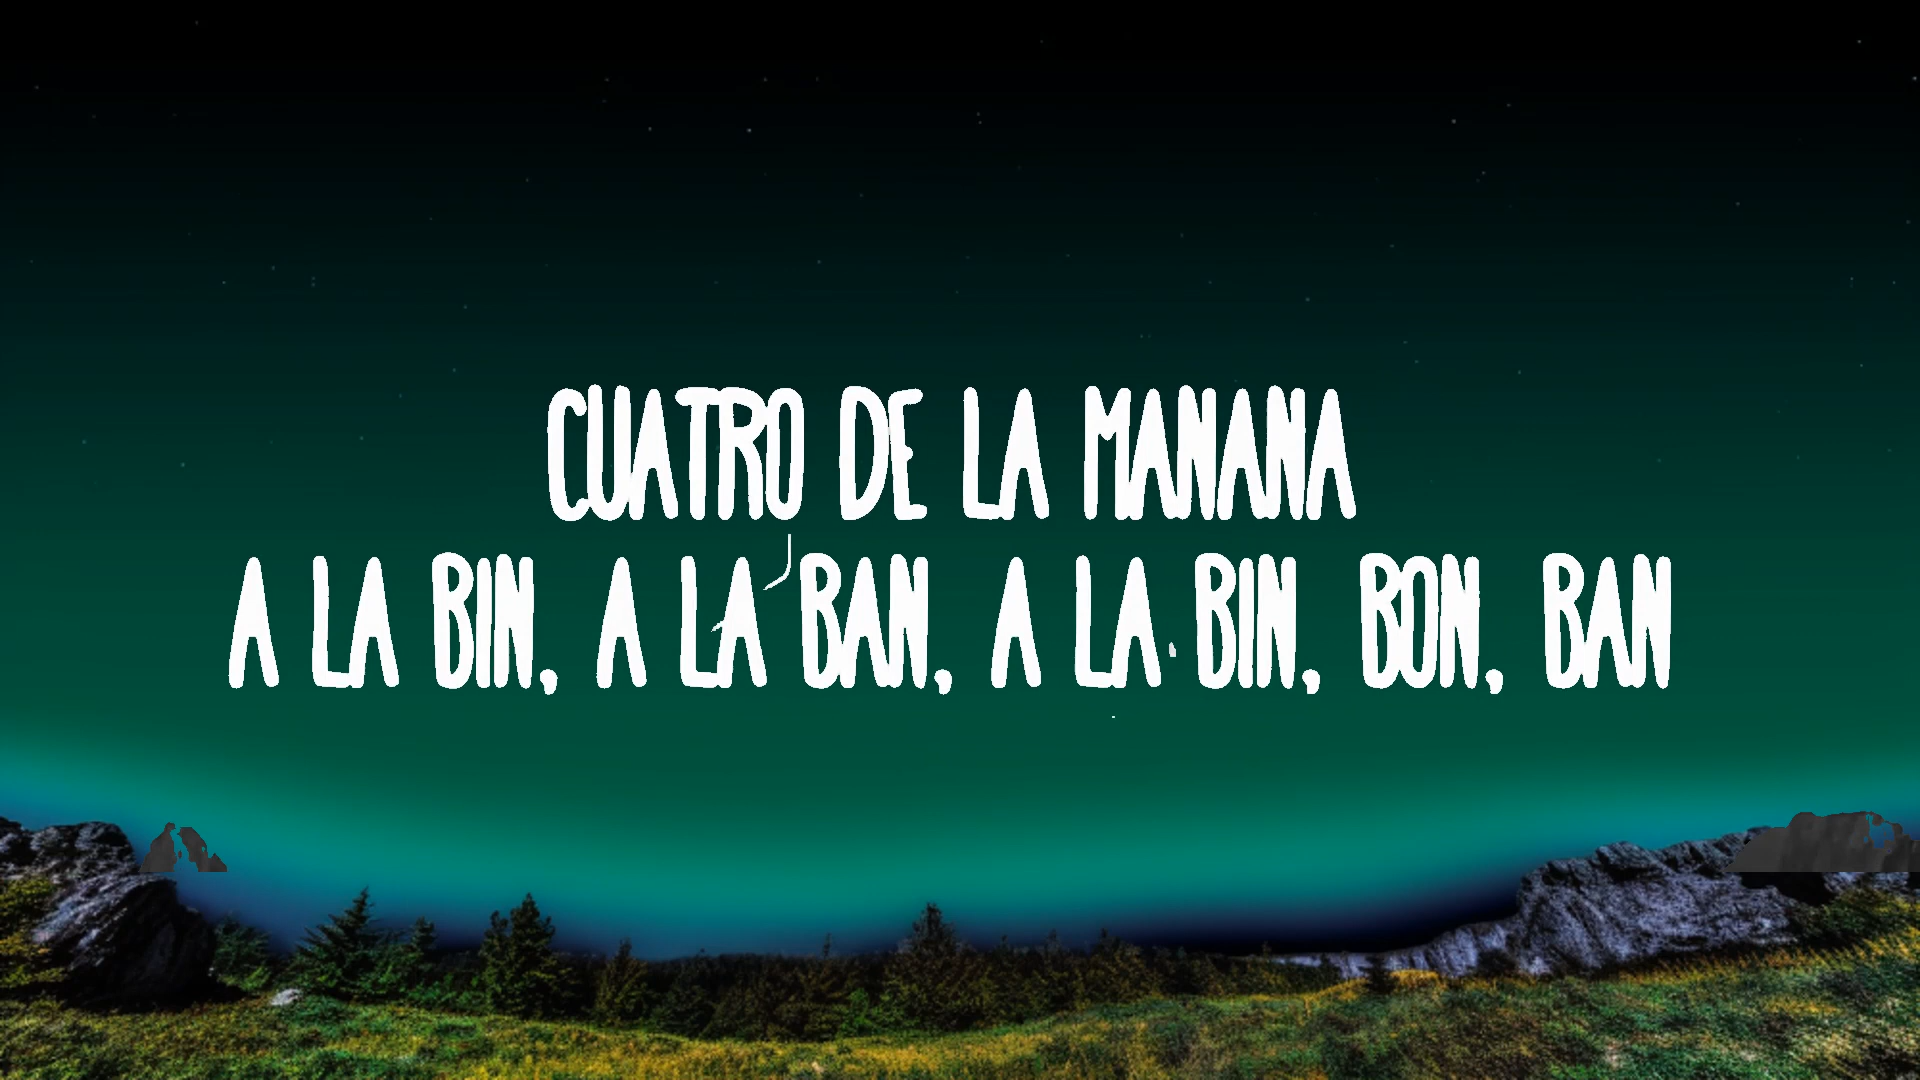 CUATRO DE LA MANANA
A LA BIN, A LA BAN, A LA BIN, BON, BAN